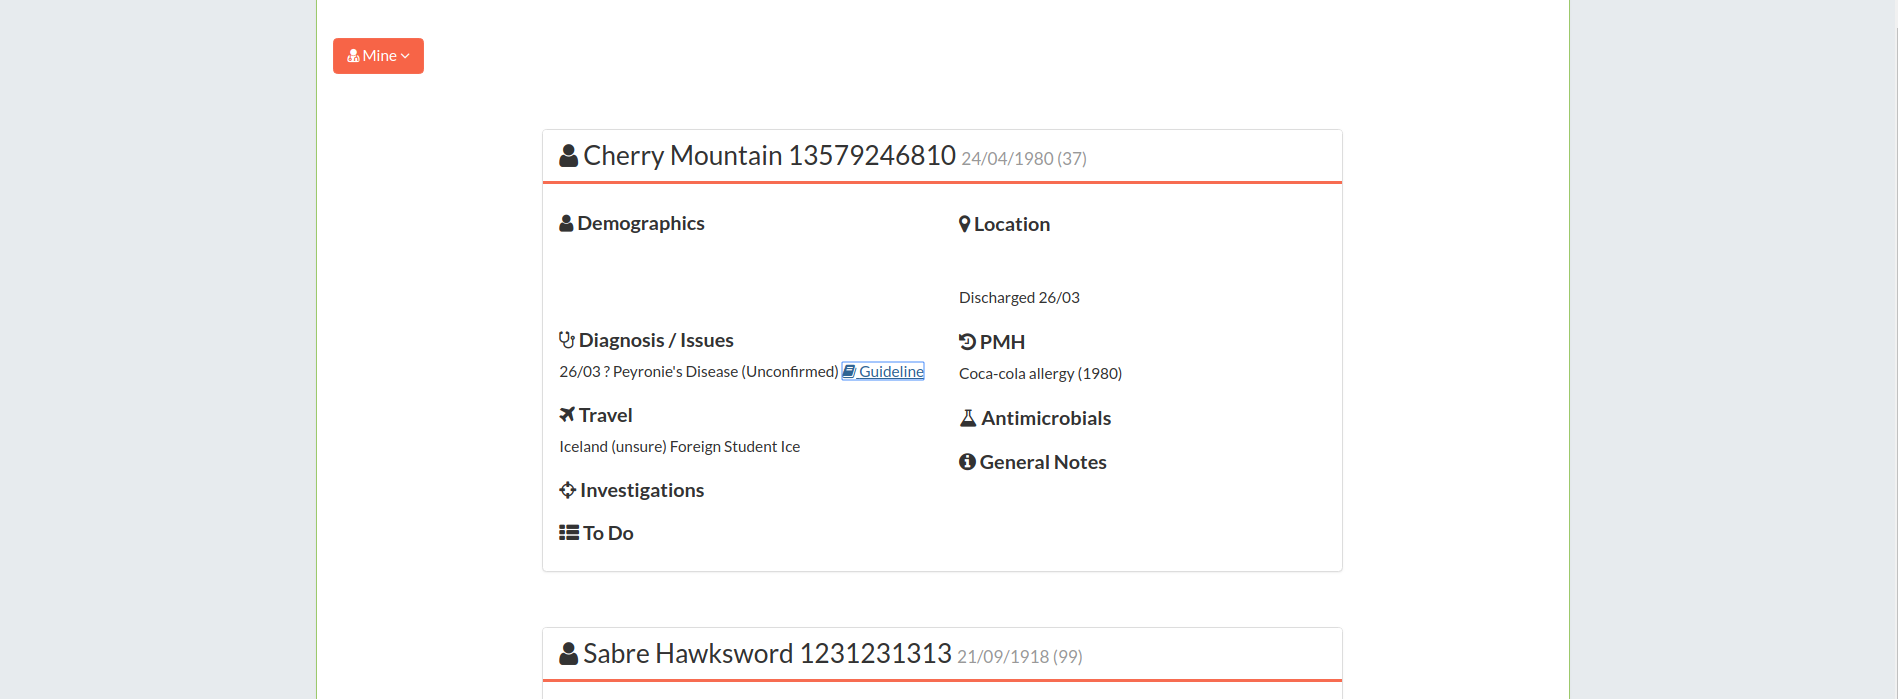 Mine
Cherry Mountain 13579246810 24/04/1980 (37)
Demographics
Location
Discharged 26/03
Diagnosis / Issues
26/03 ? Peyronie's Disease (Unconfirmed) Guideline
PMH
Coca-cola allergy (1980)
Travel
Iceland (unsure) Foreign Student Ice
Antimicrobials
General Notes
Investigations
To Do
Sabre Hawksword 1231231313 21/09/1918 (99)